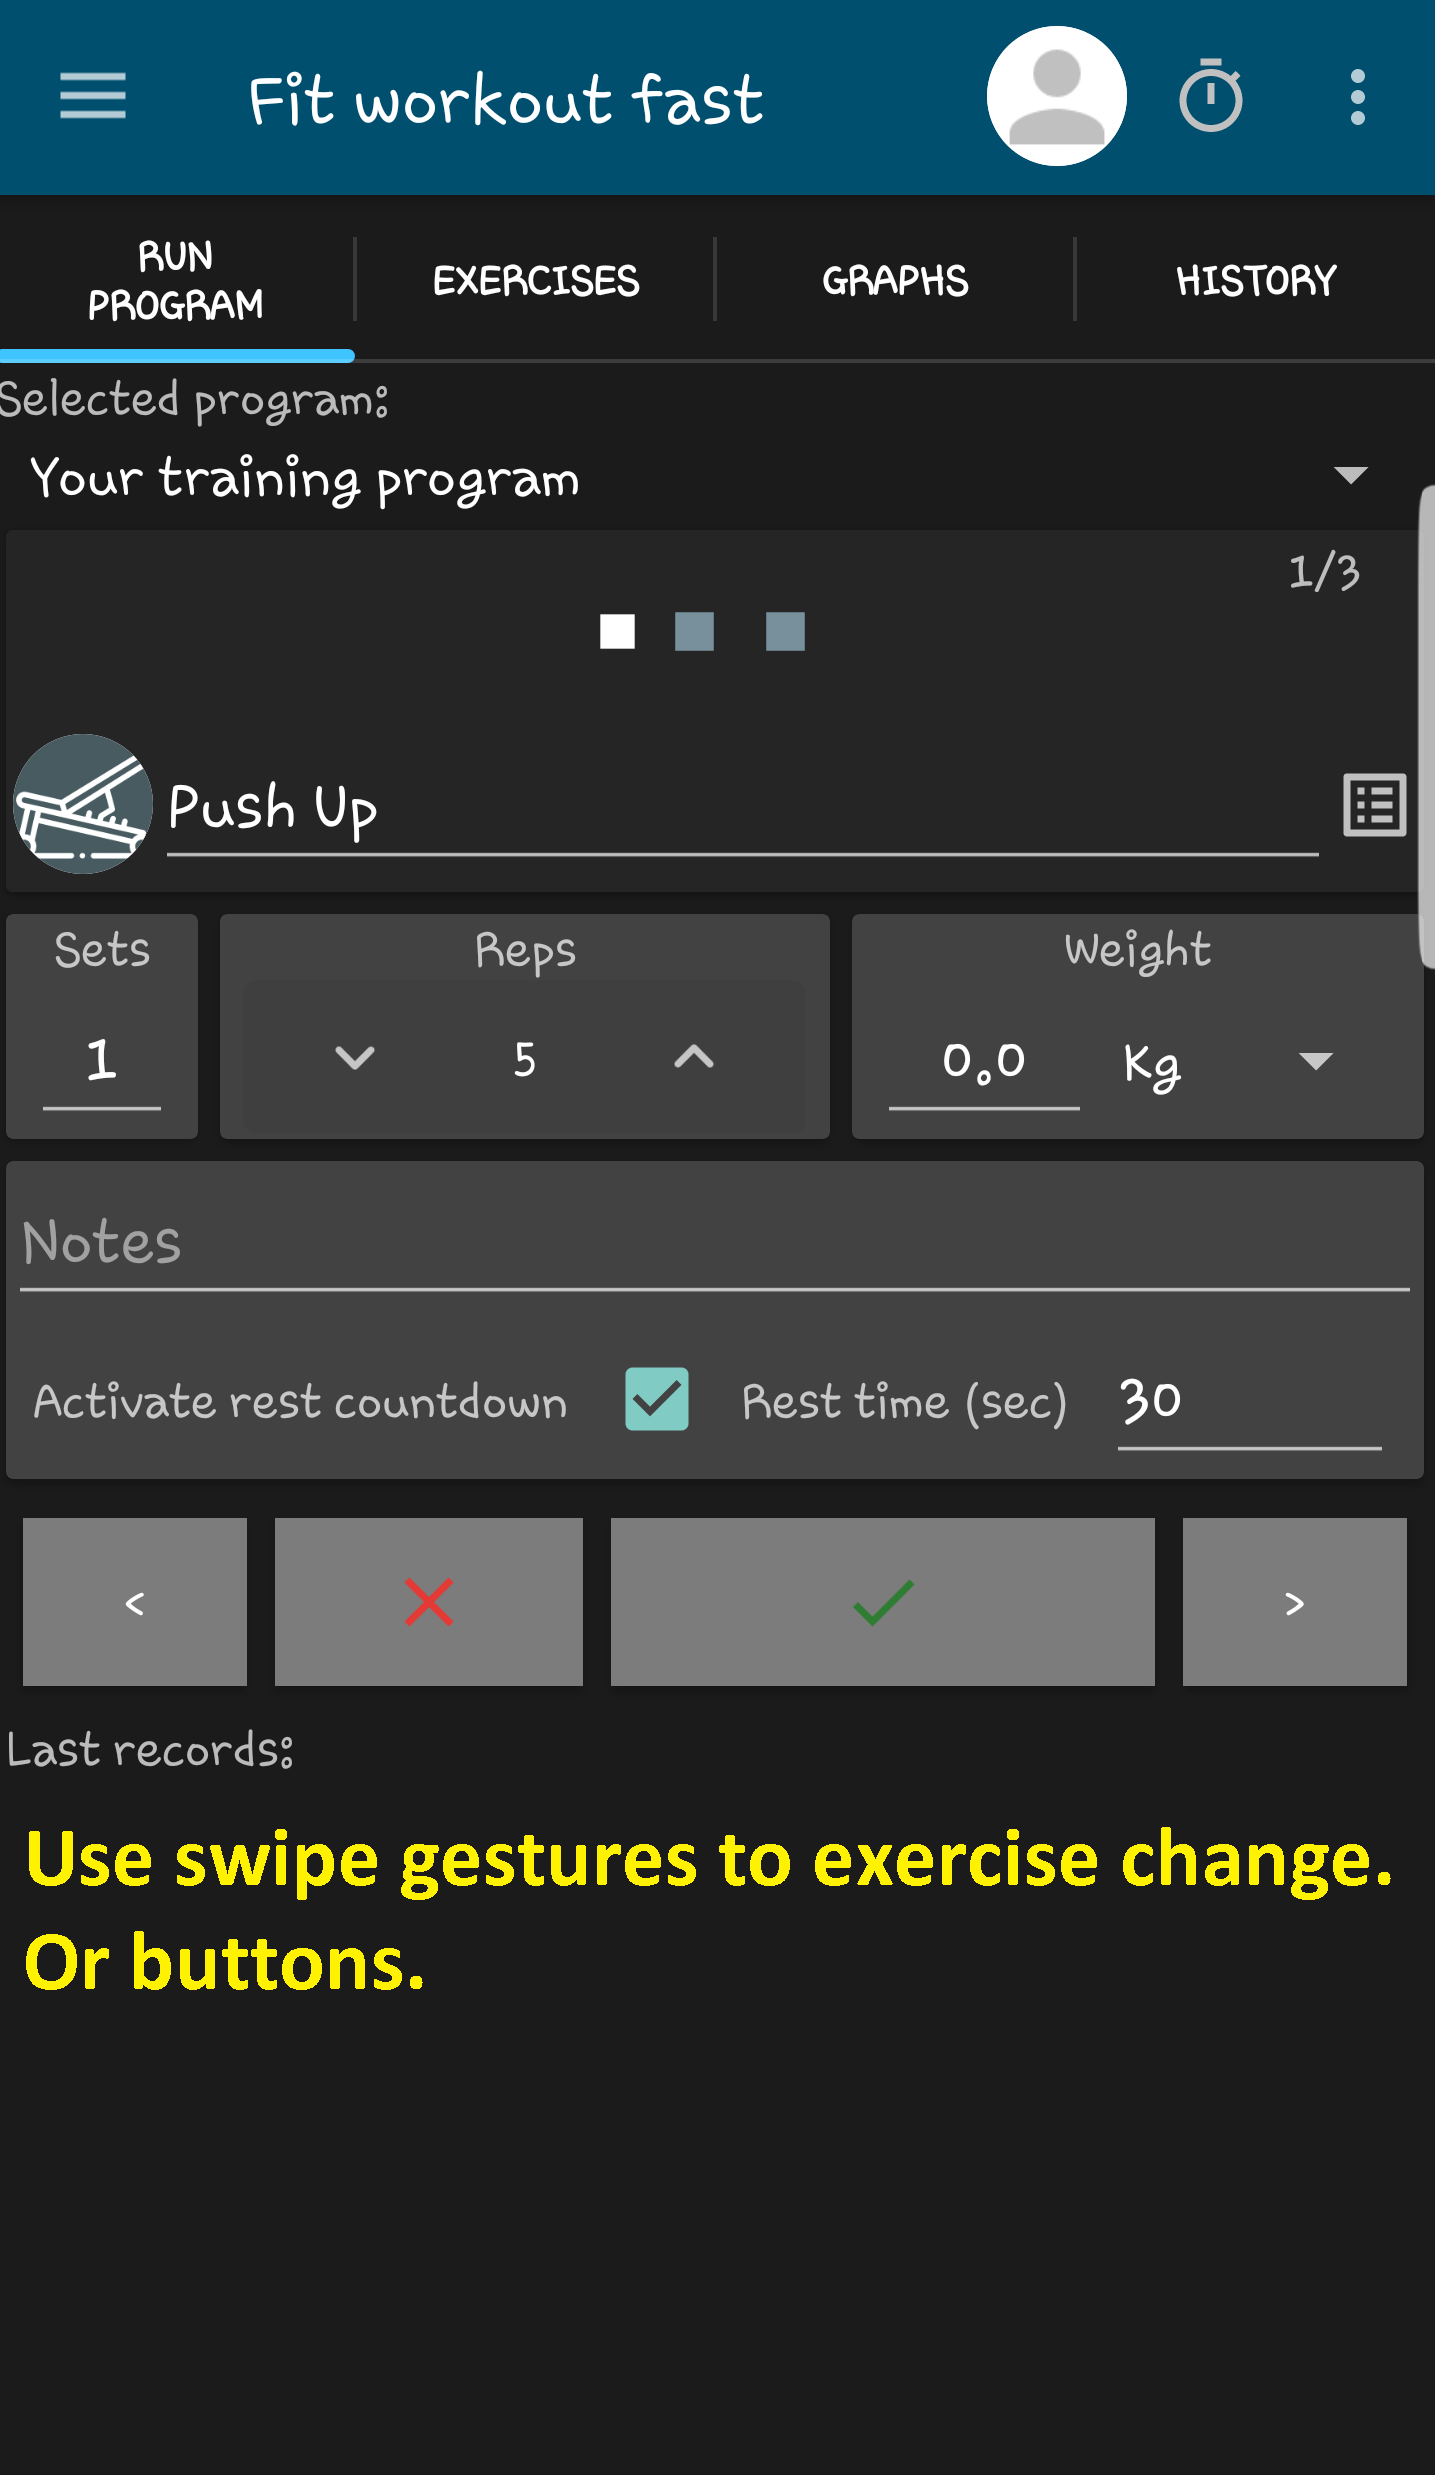 Fit workout fast
RUN
PROGRAM
EXERCISES
GRAPHS
HISTORY
Selected program:
Your training program
1/3
Push Up
Sets
Reps
Weight
1
5
0.0
Kg
Notes
Activate rest countdown
Rest time (sec)
30
<
>
Last records:
Use swipe gestures to exercise change.
Or buttons.